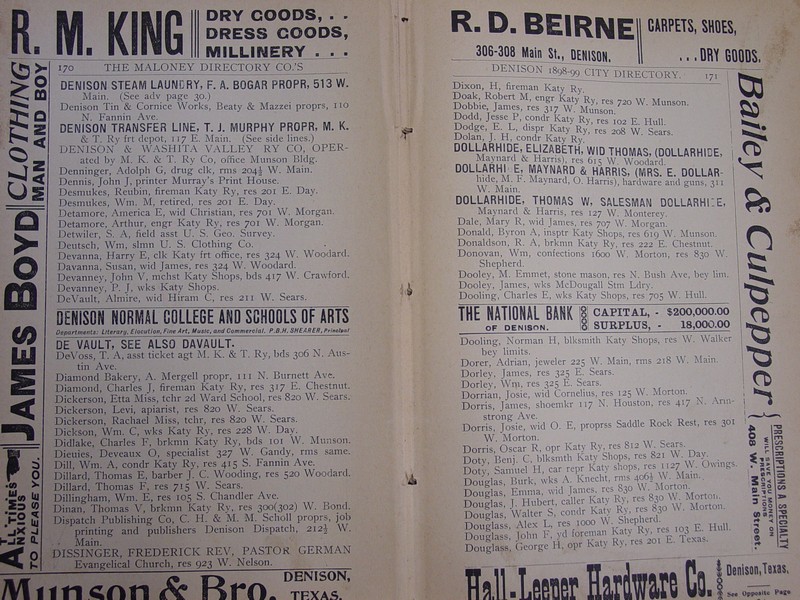 R. M. KING
DRY GOODS, . .
DRESS GOODS,
MILLINERY . . .
170 THE MALONEY DIRECTORY CO.'S
DENISON STEAM LAUNDRY, F. A. BOGAR PROPR, 513 W.
Main. (See adv page 30.)
Denison Tin & Cornice Works, Beaty & Mazzei proprs, 110
N. Fannin Ave.
DENISON TRANSFER LINE, T. J. MURPHY PROPR, M. K.
& T. Ry frt depot, 117 E. Main. (See side lines.)
DENISON & WASHITA VALLEY RY CO, OPER-
ated by M. K. & T. Ry Co, office Munson Bldg.
Denninger, Adolph G, drug clk, rms 204½ W. Main.
Dennis, John J, printer Murray's Print House.
Desmukes, Reubin, fireman Katy Ry, res 201 E. Day.
Desmukes, Wm. M, retired, res 201 E. Day.
Detamore, America E, wid Christian, res 701 W. Morgan.
Detamore, Arthur, engr Katy Ry, res 701 W. Morgan.
Detwiler, S. A, field asst U. S. Geo. Survey.
Deutsch, Wm, slmn U. S. Clothing Co.
Devanna, Harry E, clk Katy frt office, res 324 W. Woodard.
Davanna, Susan, wid James, res 324 W. Woodard.
Devanney, John V, mchst Katy Shops, bds 417 W. Crawford.
Devanney, P. J, wks Katy Shops.
DeVault, Almire, wid Hiram C, res 211 W. Sears.
DENISON NORMAL COLLEGE AND SCHOOLS OF ARTS
Departments: Literary, Elocution, Fine Art, Music, and Commercial. P.B.H. SHEARER, Principal
DE VAULT, SEE ALSO DAVAULT.
DeVoss, T. A, asst ticket agt M. K. & T. Ry, bds 306 N. Aus-
tin Ave.
Diamond Bakery, A. Mergell propr, 111 N. Burnett Ave.
Diamond, Charles J, fireman Katy Ry, res 317 E. Chestnut.
Dickerson, Etta Miss, tchr 2d Ward School, res 820 W. Sears.
Dickerson, Levi, apiarist, res 820 W. Sears.
Dickerson, Rachael Miss, tchr, res 820 W. Sears.
Dickson, Wm. C, wks Katy Ry, res 228 W. Day.
Didlake, Charles F, brkmn Katy Ry, bds 101 W. Munson.
Dieuies, Deveaux O, specialist 327 W. Gandy, rms same.
Dill, Wm. A, condr Katy Ry, res 415 S. Fannin Ave.
Dillard, Thomas E, barber J. C. Wooding, res 520 Woodard.
Dillard, Thomas F, res 715 W. Sears.
Dillingham, Wm. E, res 105 S. Chandler Ave.
Dinan, Thomas V, brkmn Katy Ry, res 300(302) W. Bond.
Dispatch Publishing Co, C. H. & M. M. Scholl proprs, job
printing and publishers Denison Dispatch, 212½ W.
Main.
DISSINGER, FREDERICK REV, PASTOR GERMAN
Evangelical Church, res 923 W. Nelson.
Munson & Bro.
DENISON,
TEXAS.
JAMES BOYD
CLOTHING
MAN AND BOY
ALL TIMES
ANXIOUS
TO PLEASE YOU.
R. D. BEIRNE
CARPETS, SHOES,
306-308 Main St., DENISON.
...DRY GOODS,
DENISON 1898-99 CITY DIRECTORY. 171
Dixon, H, fireman Katy Ry.
Doak, Robert M, engr Katy Ry, res 720 W. Munson.
Dobbie, James, res 317 W. Munson.
Dodd, Jesse P, condr Katy Ry, res 102 E. Hull.
Dodge, E. L, dispr Katy Ry, res 208 W. Sears.
Dolan, J. H, condr Katy Ry.
DOLLARHIDE, ELIZABETH, WID THOMAS, (DOLLARHIDE,
Maynard & Harris), res 615 W. Woodard.
DOLLARHIDE, MAYNARD & HARRIS, (MRS. E. DOLLAR-
hide, M. F. Maynard, O. Harris), hardware and guns, 311
W. Main.
DOLLARHIDE, THOMAS W, SALESMAN DOLLARHIDE,
Maynard & Harris, res 127 W. Monterey.
Dale, Mary R, wid James, res 707 W. Morgan.
Donald, Byron A, insptr Katy Shops, res 619 W. Munson.
Donaldson, R. A, brkmn Katy Ry, res 222 E. Chestnut.
Donovan, Wm, confections 1600 W. Morton, res 830 W.
Shepherd.
Dooley, M. Emmet, stone mason, res N. Bush Ave, bey lim.
Dooley, James, wks McDougall Stm Ldry.
Dooling, Charles E, wks Katy Shops, res 705 W. Hull.
THE NATIONAL BANK
OF DENISON.
CAPITAL, - $200,000.00
SURPLUS, - 18,000.00
Dooling, Norman H, blksmith Katy Shops, res W. Walker
bey limits.
Dorer, Adrian, jeweler 225 W. Main, rms 218 W. Main.
Dorley, James, res 325 E. Sears.
Dorley, Wm, res 325 E. Sears.
Dorrian, Josie, wid Cornelius, res 125 W. Morton.
Dorris, James, shoemkr 117 N. Houston, res 417 N. Arm-
strong Ave.
Dorris, Josie, wid O. E, proprss Saddle Rock Rest, res 301
W. Morton.
Dorris, Oscar R, opr Katy Ry, res 812 W. Sears.
Doty, Benj. C, blksmith Katy Shops, res 821 W. Day.
Doty, Samuel H, car repr Katy shops, res 1127 W. Owings.
Douglas, Burk, wks A. Knecht, rms 406½ W. Main.
Douglas, Emma, wid James, res 830 W. Morton.
Douglas, J. Hubert, caller Katy Ry, res 830 W. Morton.
Douglas, Walter S, condr Katy Ry, res 830 W. Morton.
Douglass, Alex L, res 1000 W. Shepherd.
Douglass, John F, yd foreman Katy Ry, res 103 E. Hull.
Douglass, George H, opr Katy Ry, res 201 E. Texas.
Hall-Leeper Hardware Co.
Denison, Texas.
See Opposite Page
Bailey & Culpepper
408 W. Main Street.
PRESCRIPTIONS A SPECIALTY
WILL SAVE YOU MONEY ON
PRESCRIPTIONS